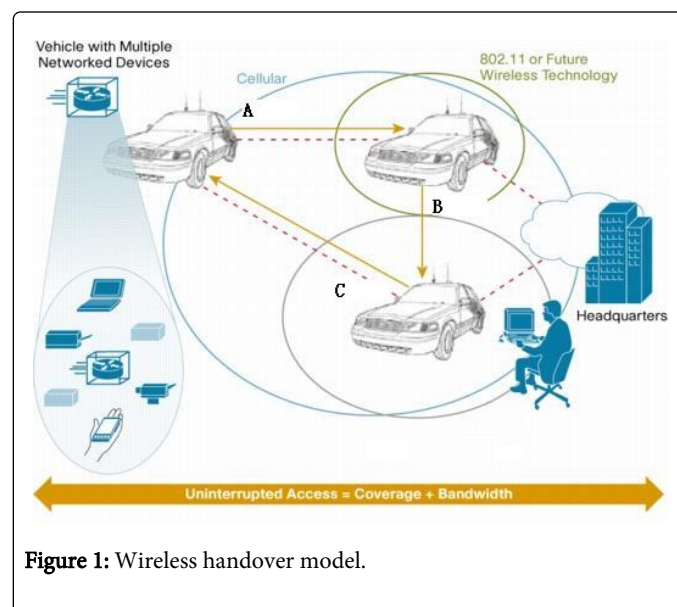 Vehicle with Multiple
Networked Devices
Cellular
802.11 or Future
Wireless Technology
A
B
C
Headquarters
Uninterrupted Access = Coverage + Bandwidth
Figure 1: Wireless handover model.